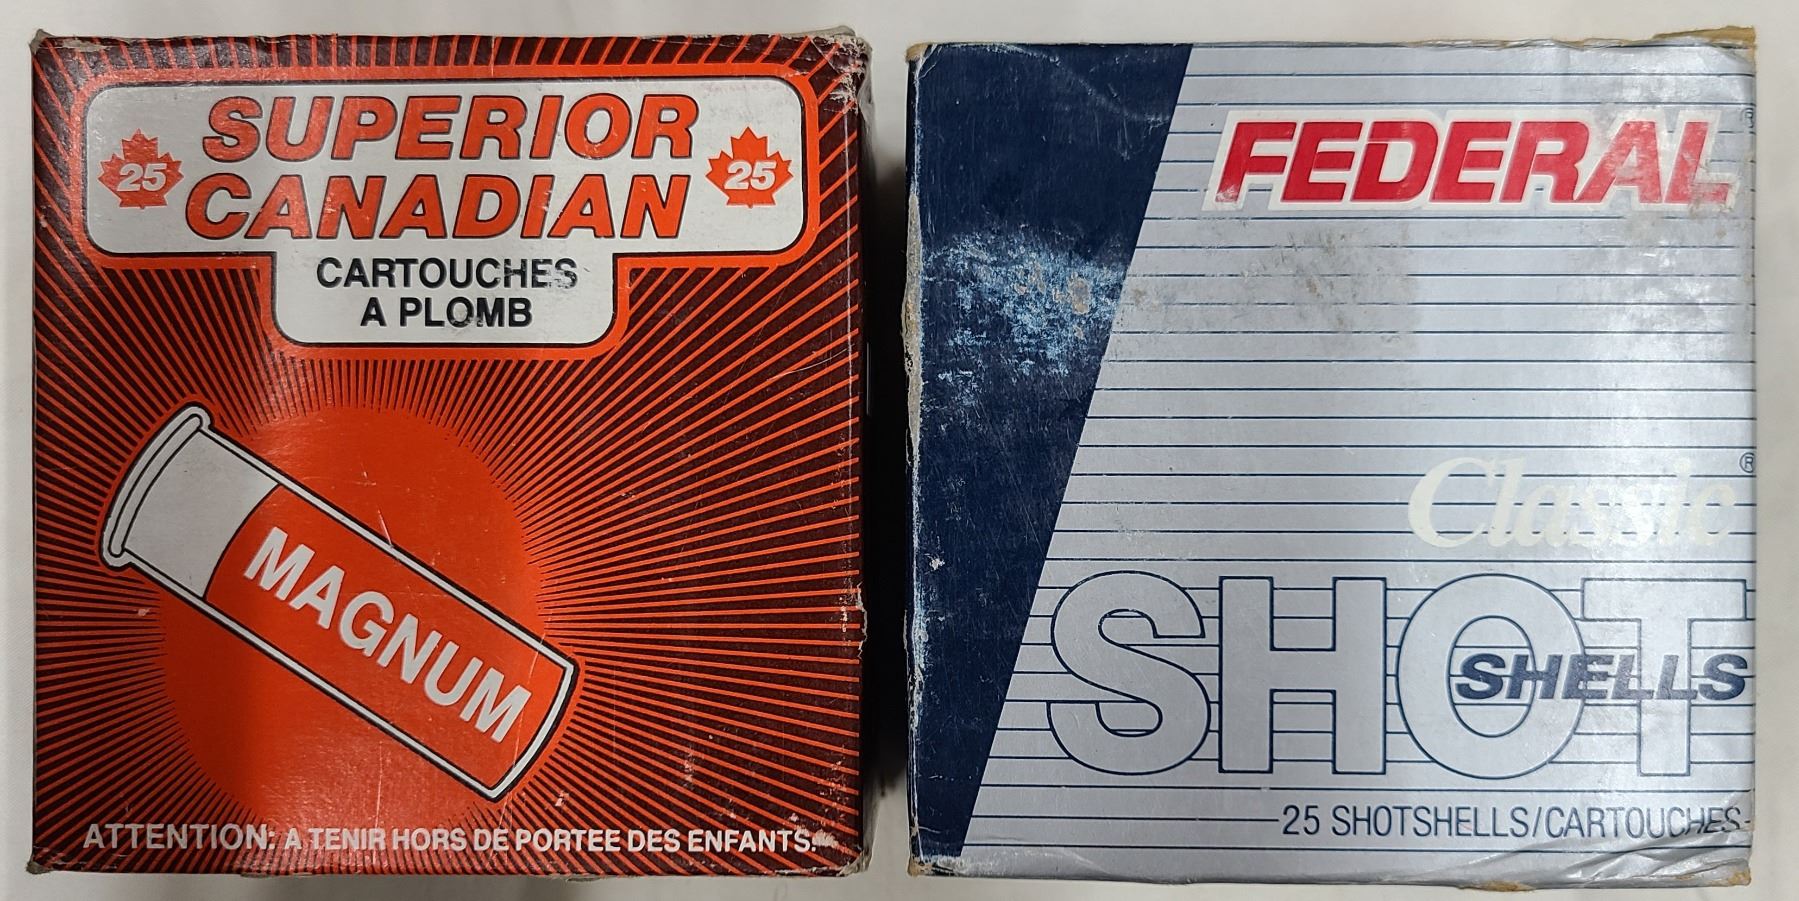 SUPERIOR
CANADIAN
25
25
CARTOUCHES
A PLOMB
MAGNUM
ATTENTION: A TENIR HORS DE PORTEE DES ENFANTS.
FEDERAL®
Classic®
SHOT
SHELLS
25 SHOTSHELLS/CARTOUCHES